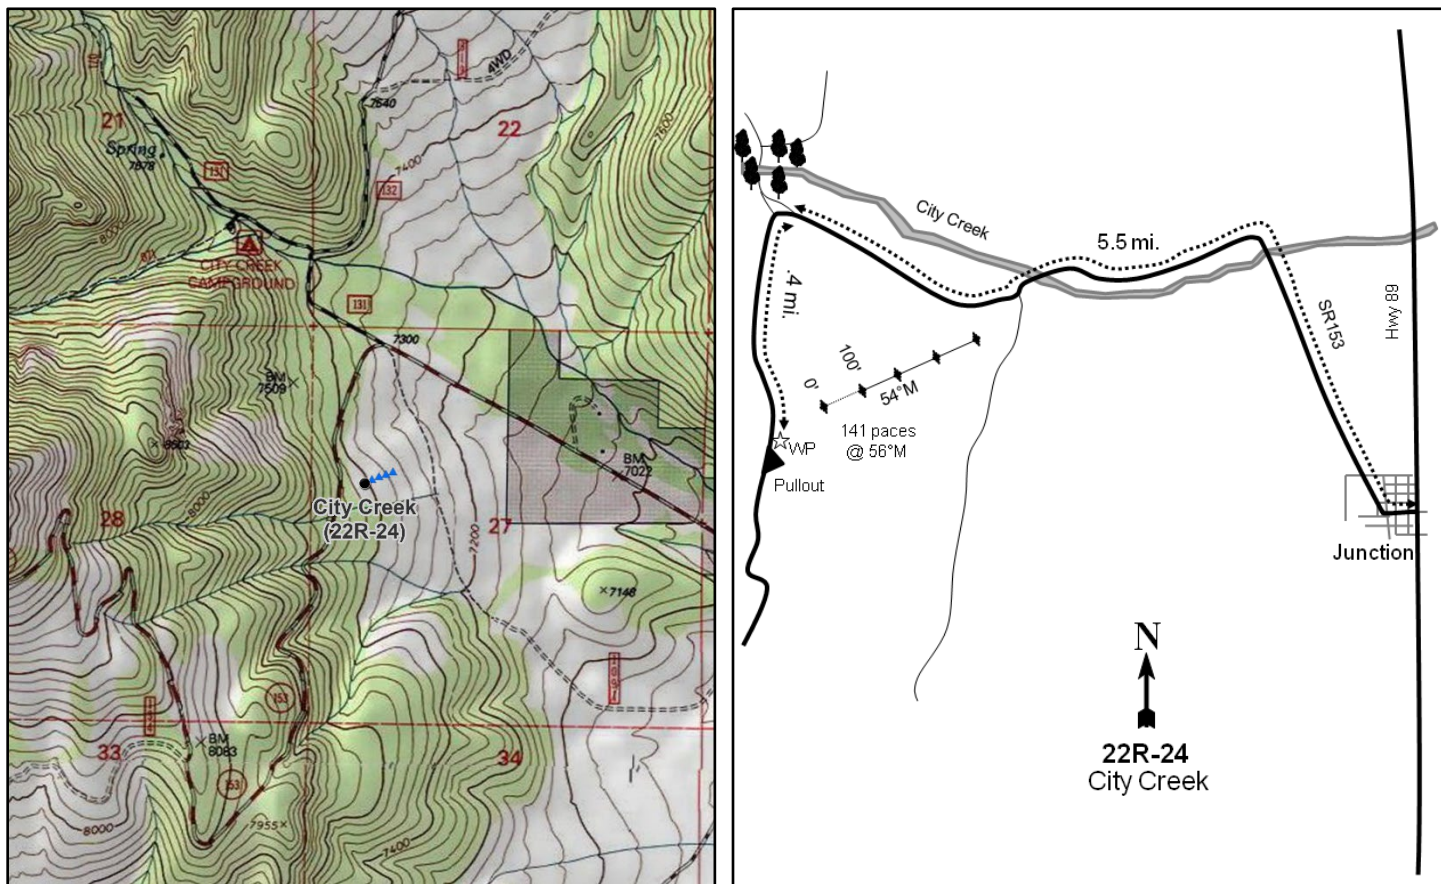 4WD
7640
21
22
Spring
7678
131
7400
132
7600
8000
CITY CREEK
CAMPGROUND
131
7300
BM
7509
8503
BM
7022
8000
City Creek
(22R-24)
28
27
7200
7148
153
BM
8083
33
34
153
8000
7955
7400
City Creek
5.5 mi.
.4 mi.
SR153
Hwy 89
100'
0'
54°M
141 paces
@ 56°M
WP
Pullout
Junction
N
22R-24
City Creek